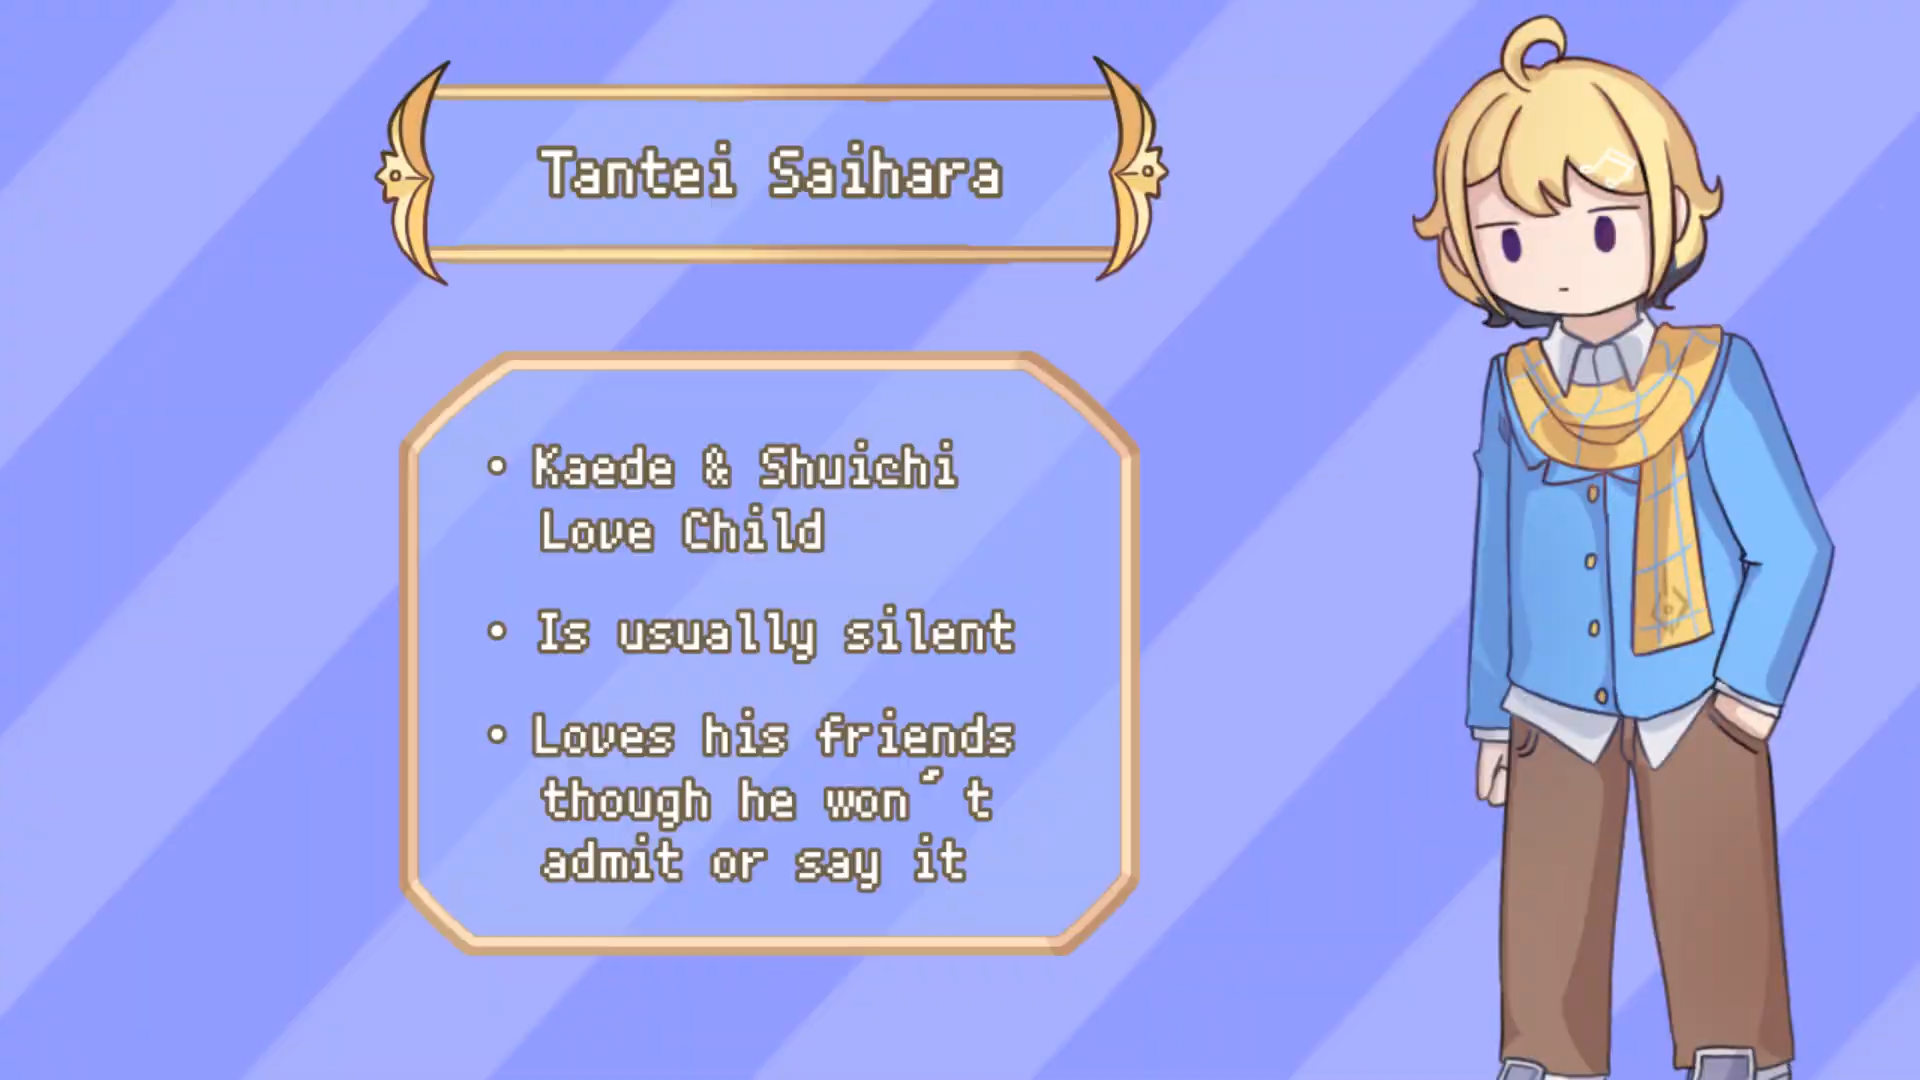 Tantei Saihara
• Kaede & Shuichi
Love Child
• Is usually silent
• Loves his friends
though he won´t
admit or say it